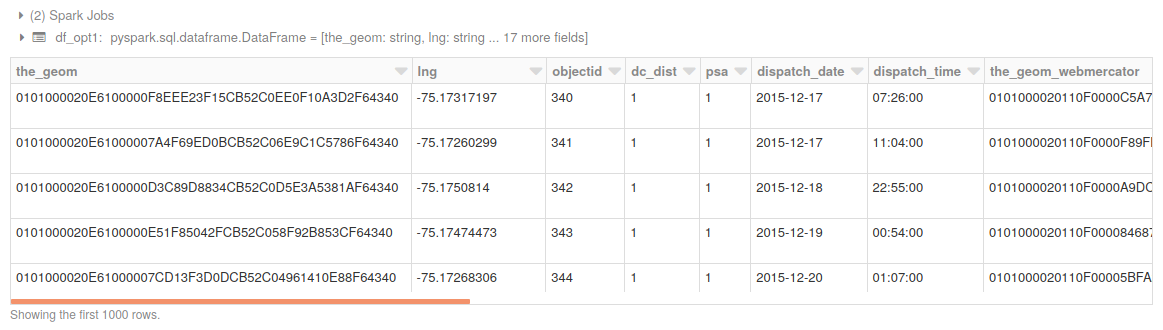 (2) Spark Jobs
df_opt1: pyspark.sql.dataframe.DataFrame = [the_geom: string, lng: string ... 17 more fields]
the_geom lng objectid dc_dist psa dispatch_date dispatch_time the_geom_webmercator
0101000020E6100000F8EEE23F15CB52C0EE0F10A3D2F64340 -75.17317197 340 1 1 2015-12-17 07:26:00 0101000020110F0000C5A7
0101000020E61000007A4F69ED0BCB52C06E9C1C5786F64340 -75.17260299 341 1 1 2015-12-17 11:04:00 0101000020110F0000F89F
0101000020E6100000D3C89D8834CB52C0D5E3A5381AF64340 -75.1750814 342 1 1 2015-12-18 22:55:00 0101000020110F0000A9DC
0101000020E6100000E51F85042FCB52C058F92B853CF64340 -75.17474473 343 1 1 2015-12-19 00:54:00 0101000020110F000084687
0101000020E61000007CD13F3D0DCB52C04961410E88F64340 -75.17268306 344 1 1 2015-12-20 01:07:00 0101000020110F00005BFA
Showing the first 1000 rows.